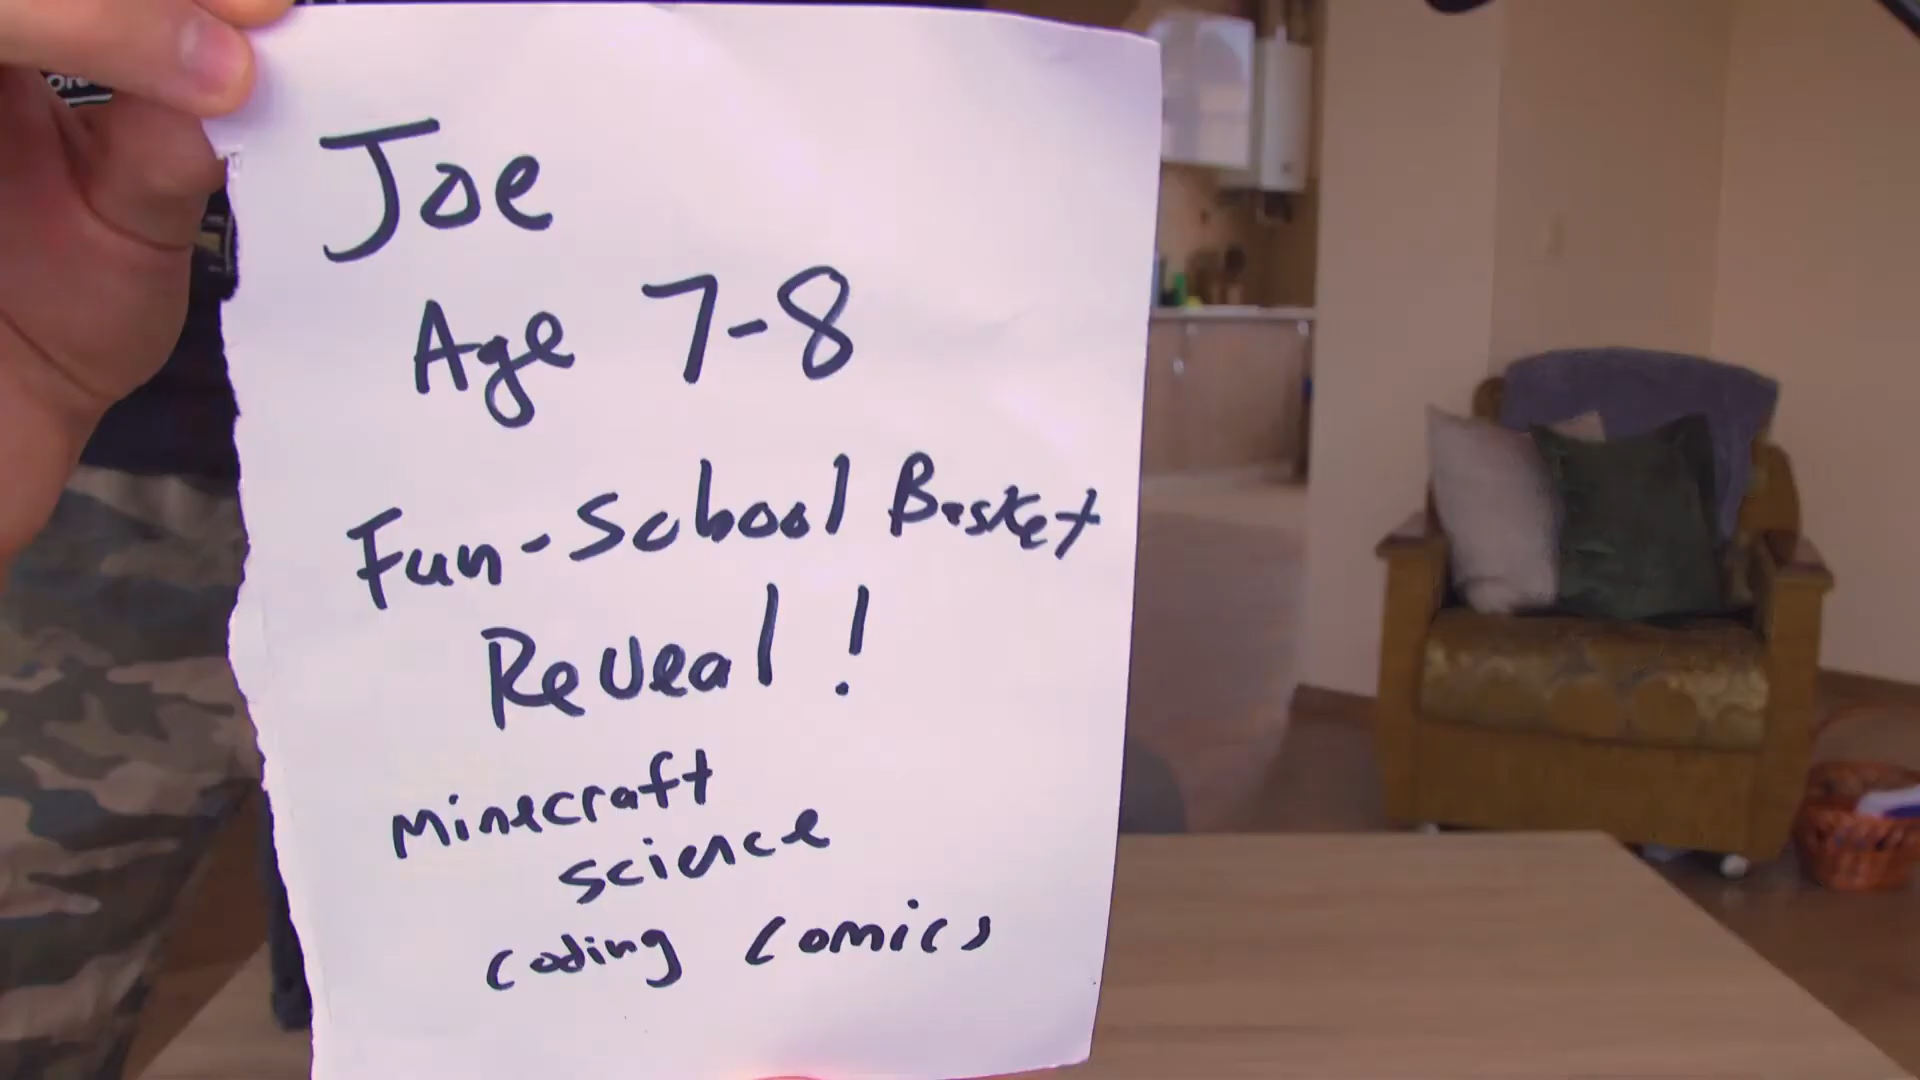 Joe
Age 7-8
Fun-School Basket
Reveal!
Minecraft
science
coding comics